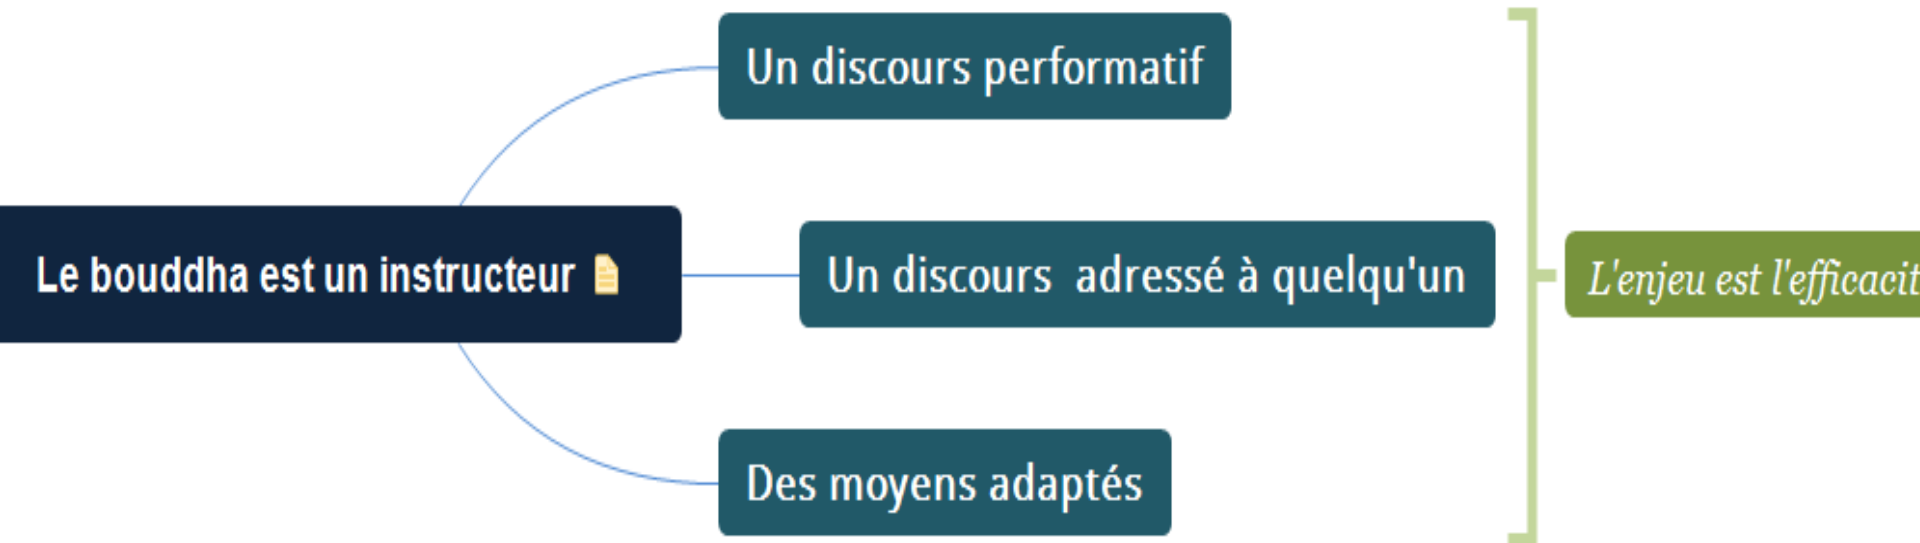 Un discours performatif
Le bouddha est un instructeur
Un discours adressé à quelqu'un
L'enjeu est l'efficacit
Des moyens adaptés